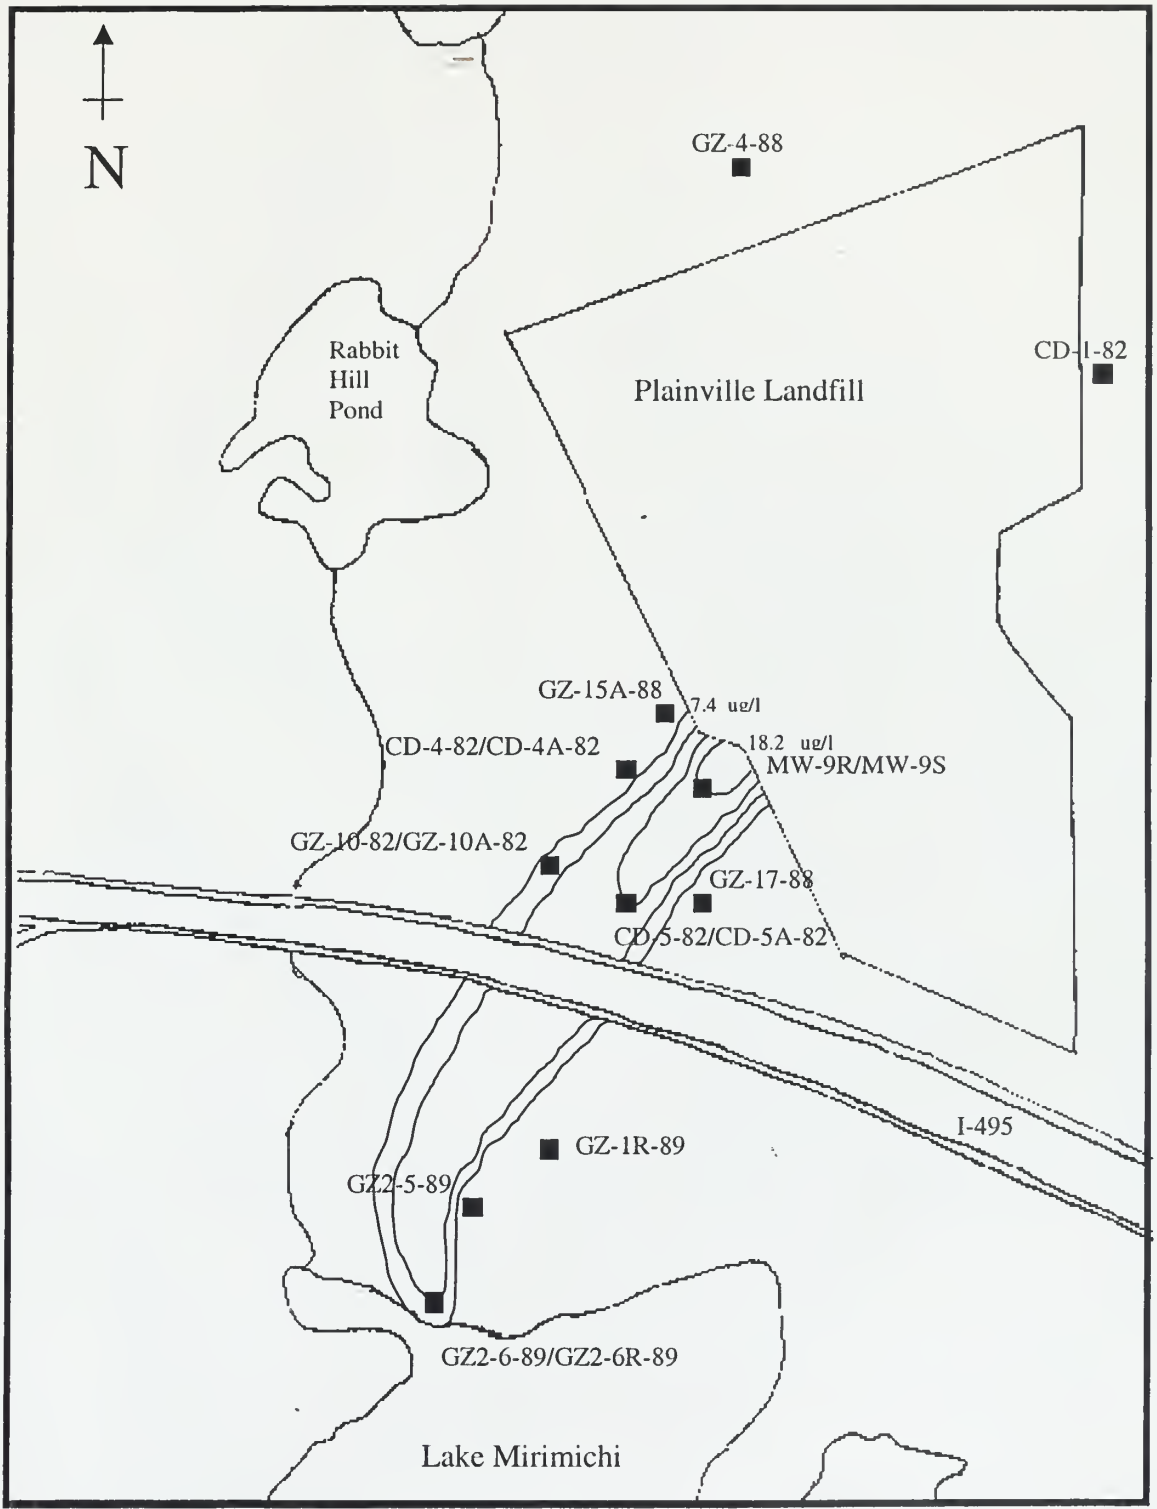 GZ-4-88
N
CD-1-82
Rabbit
Hill
Pond
Plainville Landfill
GZ-15A-88
7.4 ug/l
18.2 ug/l
CD-4-82/CD-4A-82
MW-9R/MW-9S
GZ-10-82/GZ-10A-82
GZ-17-88
CD-5-82/CD-5A-82
I-495
GZ-1R-89
GZ2-5-89
GZ2-6-89/GZ2-6R-89
Lake Mirimichi